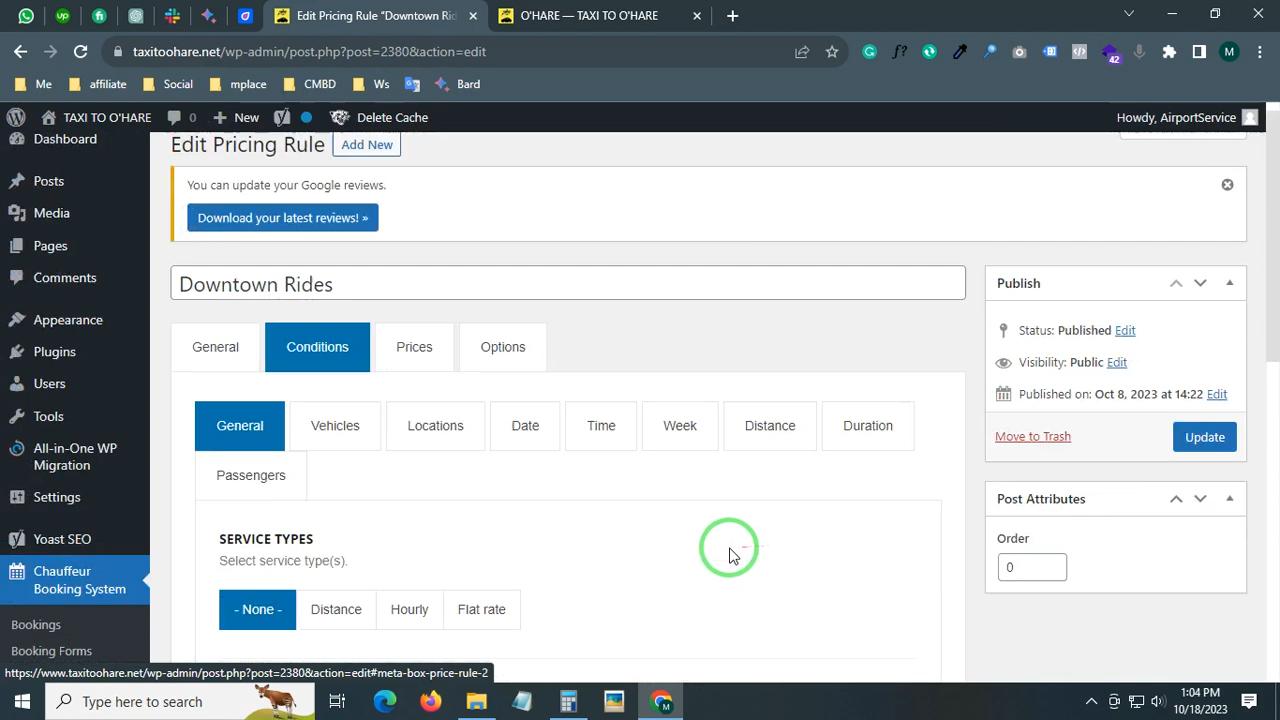 Edit Pricing Rule “Downtown Rid
O'HARE — TAXI TO O'HARE
taxitoohare.net/wp-admin/post.php?post=2380&action=edit
42
M
Me
affiliate
Social
mplace
CMBD
Ws
Bard
TAXI TO O'HARE
0
New
Delete Cache
Howdy, AirportService
Dashboard
Posts
Media
Pages
Comments
Appearance
Plugins
Users
Tools
All-in-One WP
Migration
Settings
Yoast SEO
Chauffeur
Booking System
Bookings
Booking Forms
Edit Pricing Rule
Add New
You can update your Google reviews.
Download your latest reviews! »
Downtown Rides
General
Conditions
Prices
Options
General
Vehicles
Locations
Date
Time
Week
Distance
Duration
Passengers
SERVICE TYPES
Select service type(s).
- None -
Distance
Hourly
Flat rate
Publish
Status: Published Edit
Visibility: Public Edit
Published on: Oct 8, 2023 at 14:22 Edit
Move to Trash
Update
Post Attributes
Order
0
https://www.taxitoohare.net/wp-admin/post.php?post=2380&action=edit#meta-box-price-rule-2
Type here to search
1:04 PM
10/18/2023